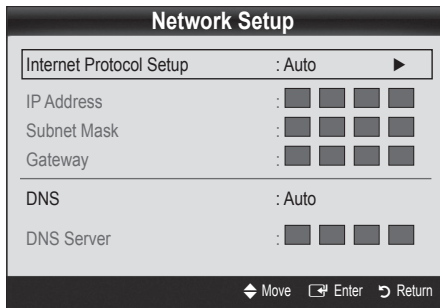 Network Setup
Internet Protocol Setup : Auto ▶
IP Address :
Subnet Mask :
Gateway :
DNS : Auto
DNS Server :
Move Enter Return